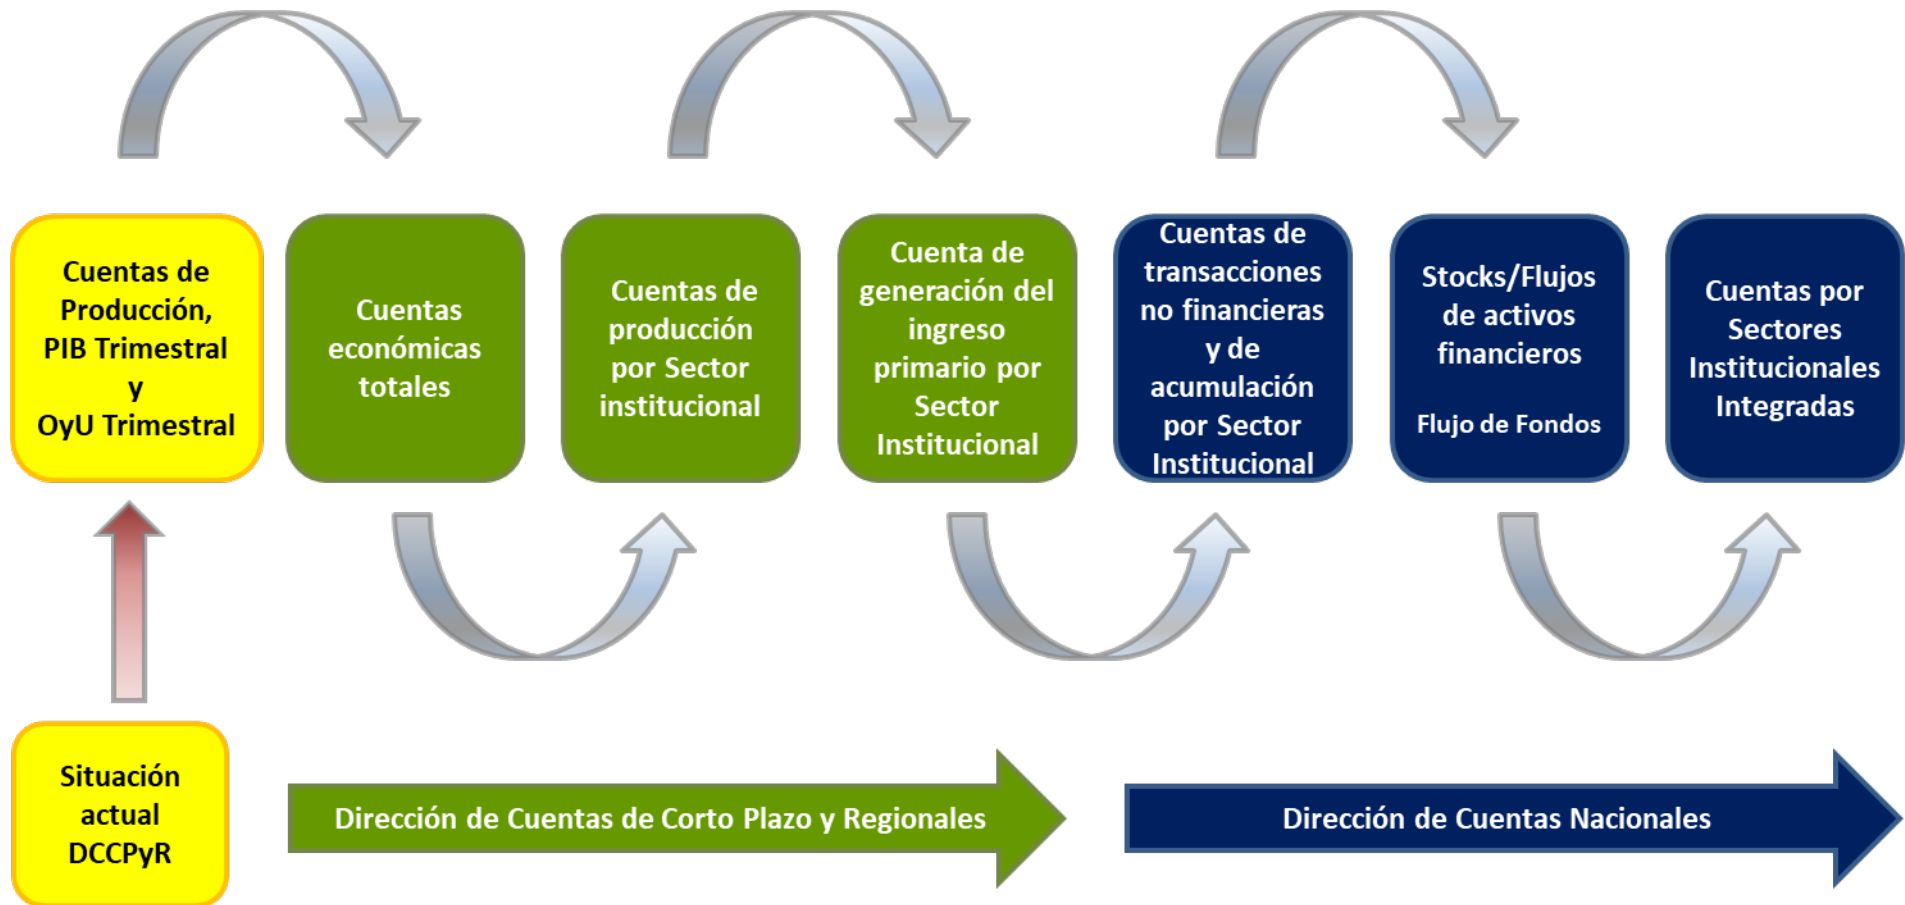 Cuentas de
Producción,
PIB Trimestral
y
OyU Trimestral
Cuentas
económicas
totales
Cuentas de
producción
por Sector
institucional
Cuenta de
generación del
ingreso
primario por
Sector
Institucional
Cuentas de
transacciones
no financieras
y de
acumulación
por Sector
Institucional
Stocks/Flujos
de activos
financieros
Flujo de Fondos
Cuentas por
Sectores
Institucionales
Integradas
Situación
actual
DCCPyR
Dirección de Cuentas de Corto Plazo y Regionales
Dirección de Cuentas Nacionales